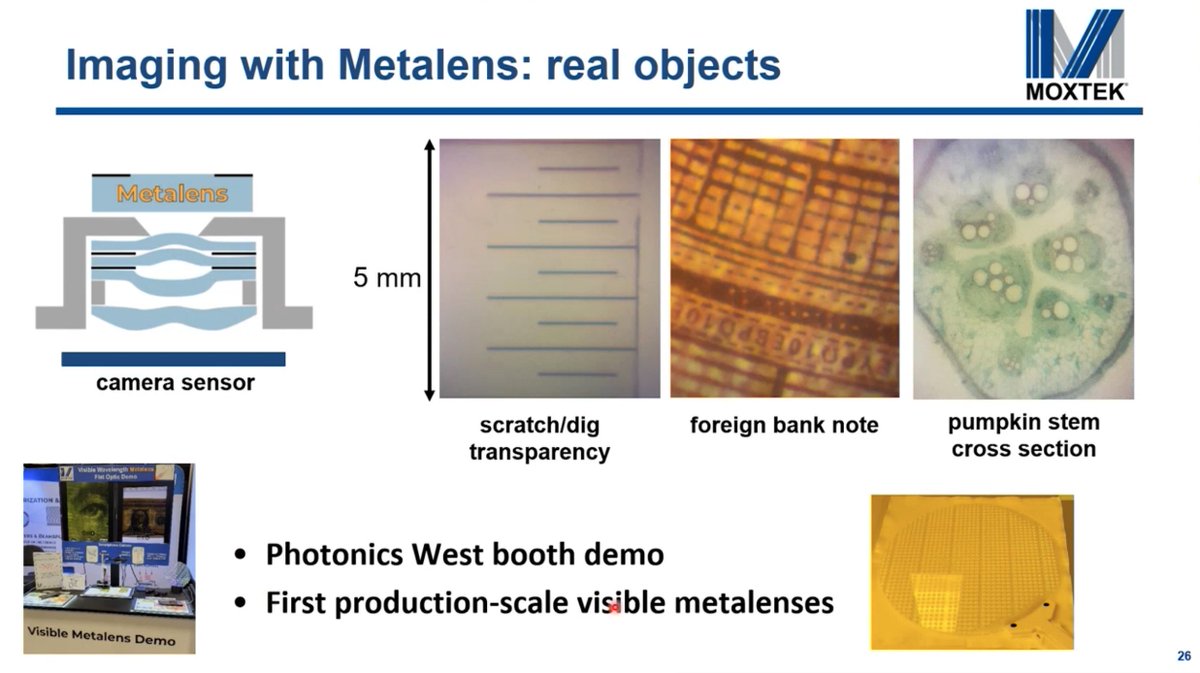 Imaging with Metalens: real objects
MOXTEK
Metalens
camera sensor
5 mm
scratch/dig
transparency
foreign bank note
pumpkin stem
cross section
Visible Wavelength Metalens
Flat Optic Demo
Visible Metalens Demo
• Photonics West booth demo
• First production-scale visible metalenses
26